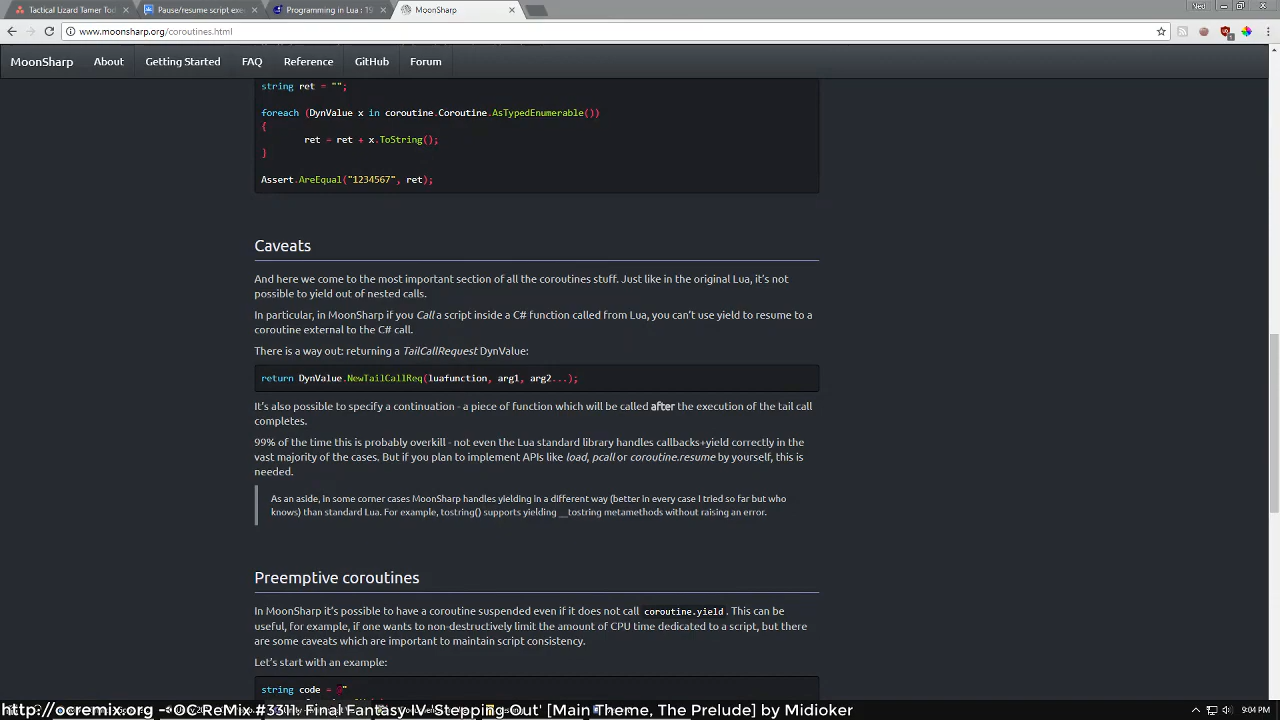 Tactical Lizard Tamer Too
Pause/resume script exe
Programming in Lua : 19
MoonSharp
Ned
www.moonsharp.org/coroutines.html
MoonSharp About Getting Started FAQ Reference GitHub Forum
string ret = "";
foreach (DynValue x in coroutine.Coroutine.AsTypedEnumerable())
{
ret = ret + x.ToString();
}
Assert.AreEqual("1234567", ret);
Caveats
And here we come to the most important section of all the coroutines stuff. Just like in the original Lua, it's not
possible to yield out of nested calls.
In particular, in MoonSharp if you Call a script inside a C# function called from Lua, you can't use yield to resume to a
coroutine external to the C# call.
There is a way out: returning a TailCallRequest DynValue:
return DynValue.NewTailCallReq(luafunction, arg1, arg2...);
It's also possible to specify a continuation - a piece of function which will be called after the execution of the tail call
completes.
99% of the time this is probably overkill - not even the Lua standard library handles callbacks+yield correctly in the
vast majority of the cases. But if you plan to implement APIs like load, pcall or coroutine.resume by yourself, this is
needed.
As an aside, in some corner cases MoonSharp handles yielding in a different way (better in every case I tried so far but who
knows) than standard Lua. For example, tostring() supports yielding __tostring metamethods without raising an error.
Preemptive coroutines
In MoonSharp it's possible to have a coroutine suspended even if it does not call coroutine.yield. This can be
useful, for example, if one wants to non-destructively limit the amount of CPU time dedicated to a script, but there
are some caveats which are important to maintain script consistency.
Let's start with an example:
string code = @"
http://ocremix.org - OC ReMix #3311: Final Fantasy IV 'Stepping Out' [Main Theme, The Prelude] by Midioker
9:04 PM